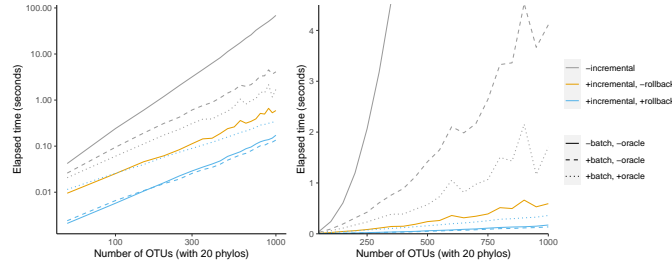 100.00
10.00
1.00
0.10
0.01
Elapsed time (seconds)
100
300
1000
Number of OTUs (with 20 phylos)
4
3
2
1
0
Elapsed time (seconds)
250
500
750
1000
Number of OTUs (with 20 phylos)
−incremental
+incremental, −rollback
+incremental, +rollback
−batch, −oracle
+batch, −oracle
+batch, +oracle